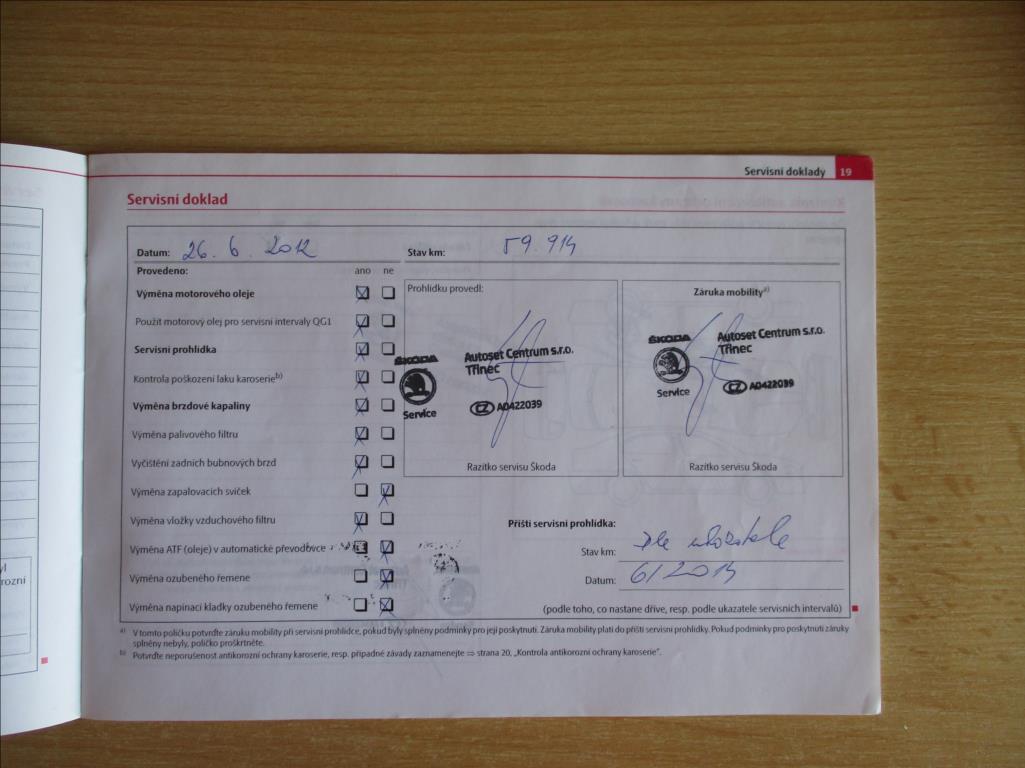 Servisní doklady 19
Servisní doklad
Datum: 26. 6. 2012 Stav km: 59. 914
Provedeno: ano ne
Prohlídku provedl: Záruka mobility a)
Výměna motorového oleje
Použit motorový olej pro servisní intervaly QG1
Servisní prohlídka
Kontrola poškození laku karoserie b)
Výměna brzdové kapaliny
Výměna palivového filtru
Vyčištění zadních bubnových brzd
Výměna zapalovacích svíček
Výměna vložky vzduchového filtru
Výměna ATF (oleje) v automatické převodovce
Výměna ozubeného řemene
Výměna napínací kladky ozubeného řemene
ŠKODA Autoset Centrum s.r.o.
Třinec
Service CZ A0422039
Razítko servisu Škoda
ŠKODA Autoset Centrum s.r.o.
Třinec
Service CZ A0422039
Razítko servisu Škoda
Příští servisní prohlídka:
Stav km: dle ukazatele
Datum: 6/2014
(podle toho, co nastane dříve, resp. podle ukazatele servisních intervalů)
a) V tomto políčku potvrďte záruku mobility při servisní prohlídce, pokud byly splněny podmínky pro její poskytnutí. Záruka mobility platí do příští servisní prohlídky. Pokud podmínky pro poskytnutí záruky
splněny nebyly, políčko proškrtněte.
b) Potvrďte neporušenost antikorozní ochrany karoserie, resp. případné závady zaznamenejte ⇒ strana 20, „Kontrola antikorozní ochrany karoserie“.